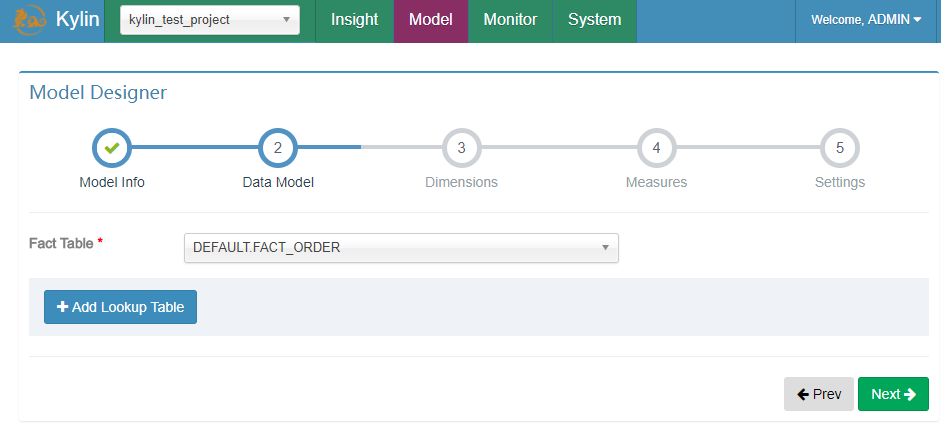 Kylin kylin_test_project Insight Model Monitor System Welcome, ADMIN
Model Designer
2 3 4 5
Model Info Data Model Dimensions Measures Settings
Fact Table * DEFAULT.FACT_ORDER
+ Add Lookup Table
Prev Next